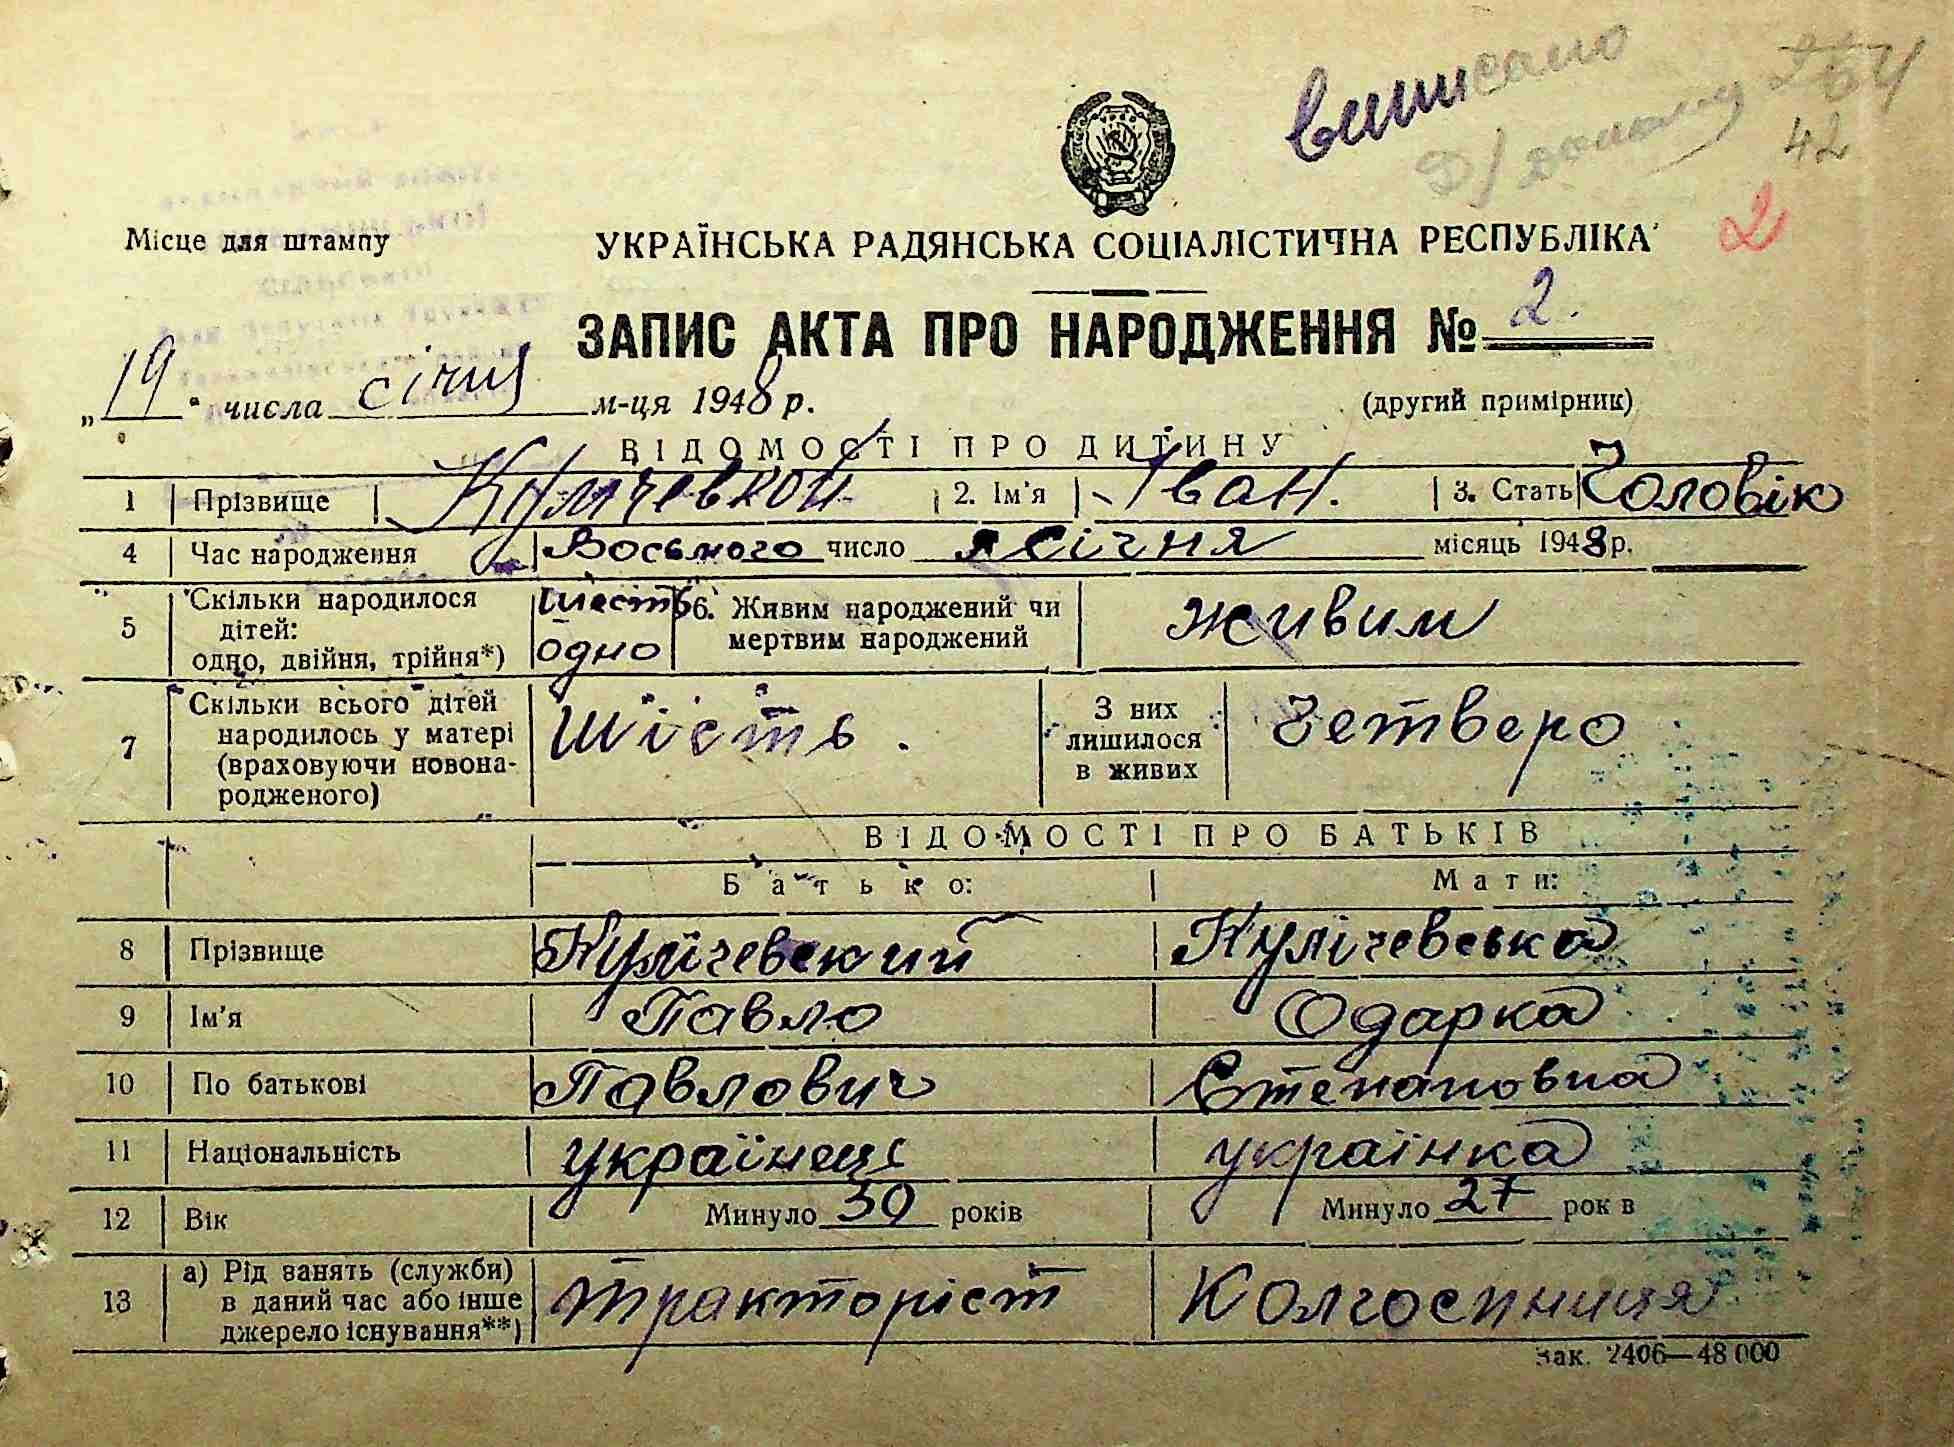 виписано
264
42
Місце для штампу
УКРАЇНСЬКА РАДЯНСЬКА СОЦІАЛІСТИЧНА РЕСПУБЛІКА
2
ЗАПИС АКТА ПРО НАРОДЖЕННЯ № 2.
„19“ числа січня м-ця 1948 р.
(другий примірник)
ВІДОМОСТІ ПРО ДИТИНУ
1 Прізвище 2. Ім'я Іван. 3. Стать Чоловік
4 Час народження Восьмого число січня місяць 1948 р.
5 Скільки народилося дітей: одно, двійня, трійня*) шість одно 6. Живим народжений чи мертвим народжений живим
7 Скільки всього дітей народилось у матері (враховуючи новонародженого) Шість. З них лишилося в живих Четверо
ВІДОМОСТІ ПРО БАТЬКІВ
Батько: Мати:
8 Прізвище Кулічевский Кулічевська
9 Ім'я Павло Одарка
10 По батькові Павлович Степановна
11 Національність українець українка
12 Вік Минуло 39 років Минуло 27 рок в
13 а) Рід занять (служби) в даний час або інше джерело існування**) тракторіст Колгоспниця
Зак. 2406—48 000